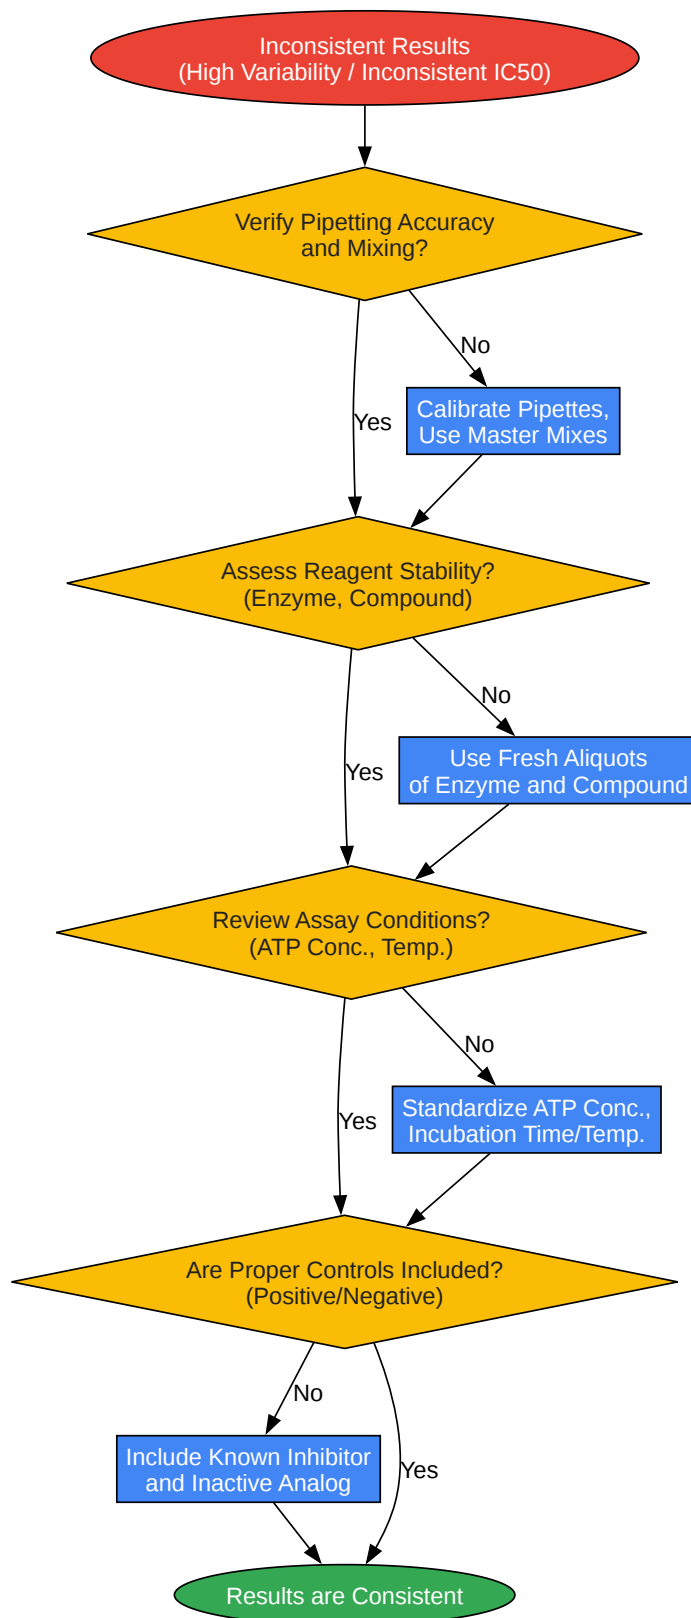 Inconsistent Results
(High Variability / Inconsistent IC50)
Verify Pipetting Accuracy
and Mixing?
No
Yes
Calibrate Pipettes,
Use Master Mixes
Assess Reagent Stability?
(Enzyme, Compound)
No
Yes
Use Fresh Aliquots
of Enzyme and Compound
Review Assay Conditions?
(ATP Conc., Temp.)
No
Yes
Standardize ATP Conc.,
Incubation Time/Temp.
Are Proper Controls Included?
(Positive/Negative)
No
Yes
Include Known Inhibitor
and Inactive Analog
Results are Consistent